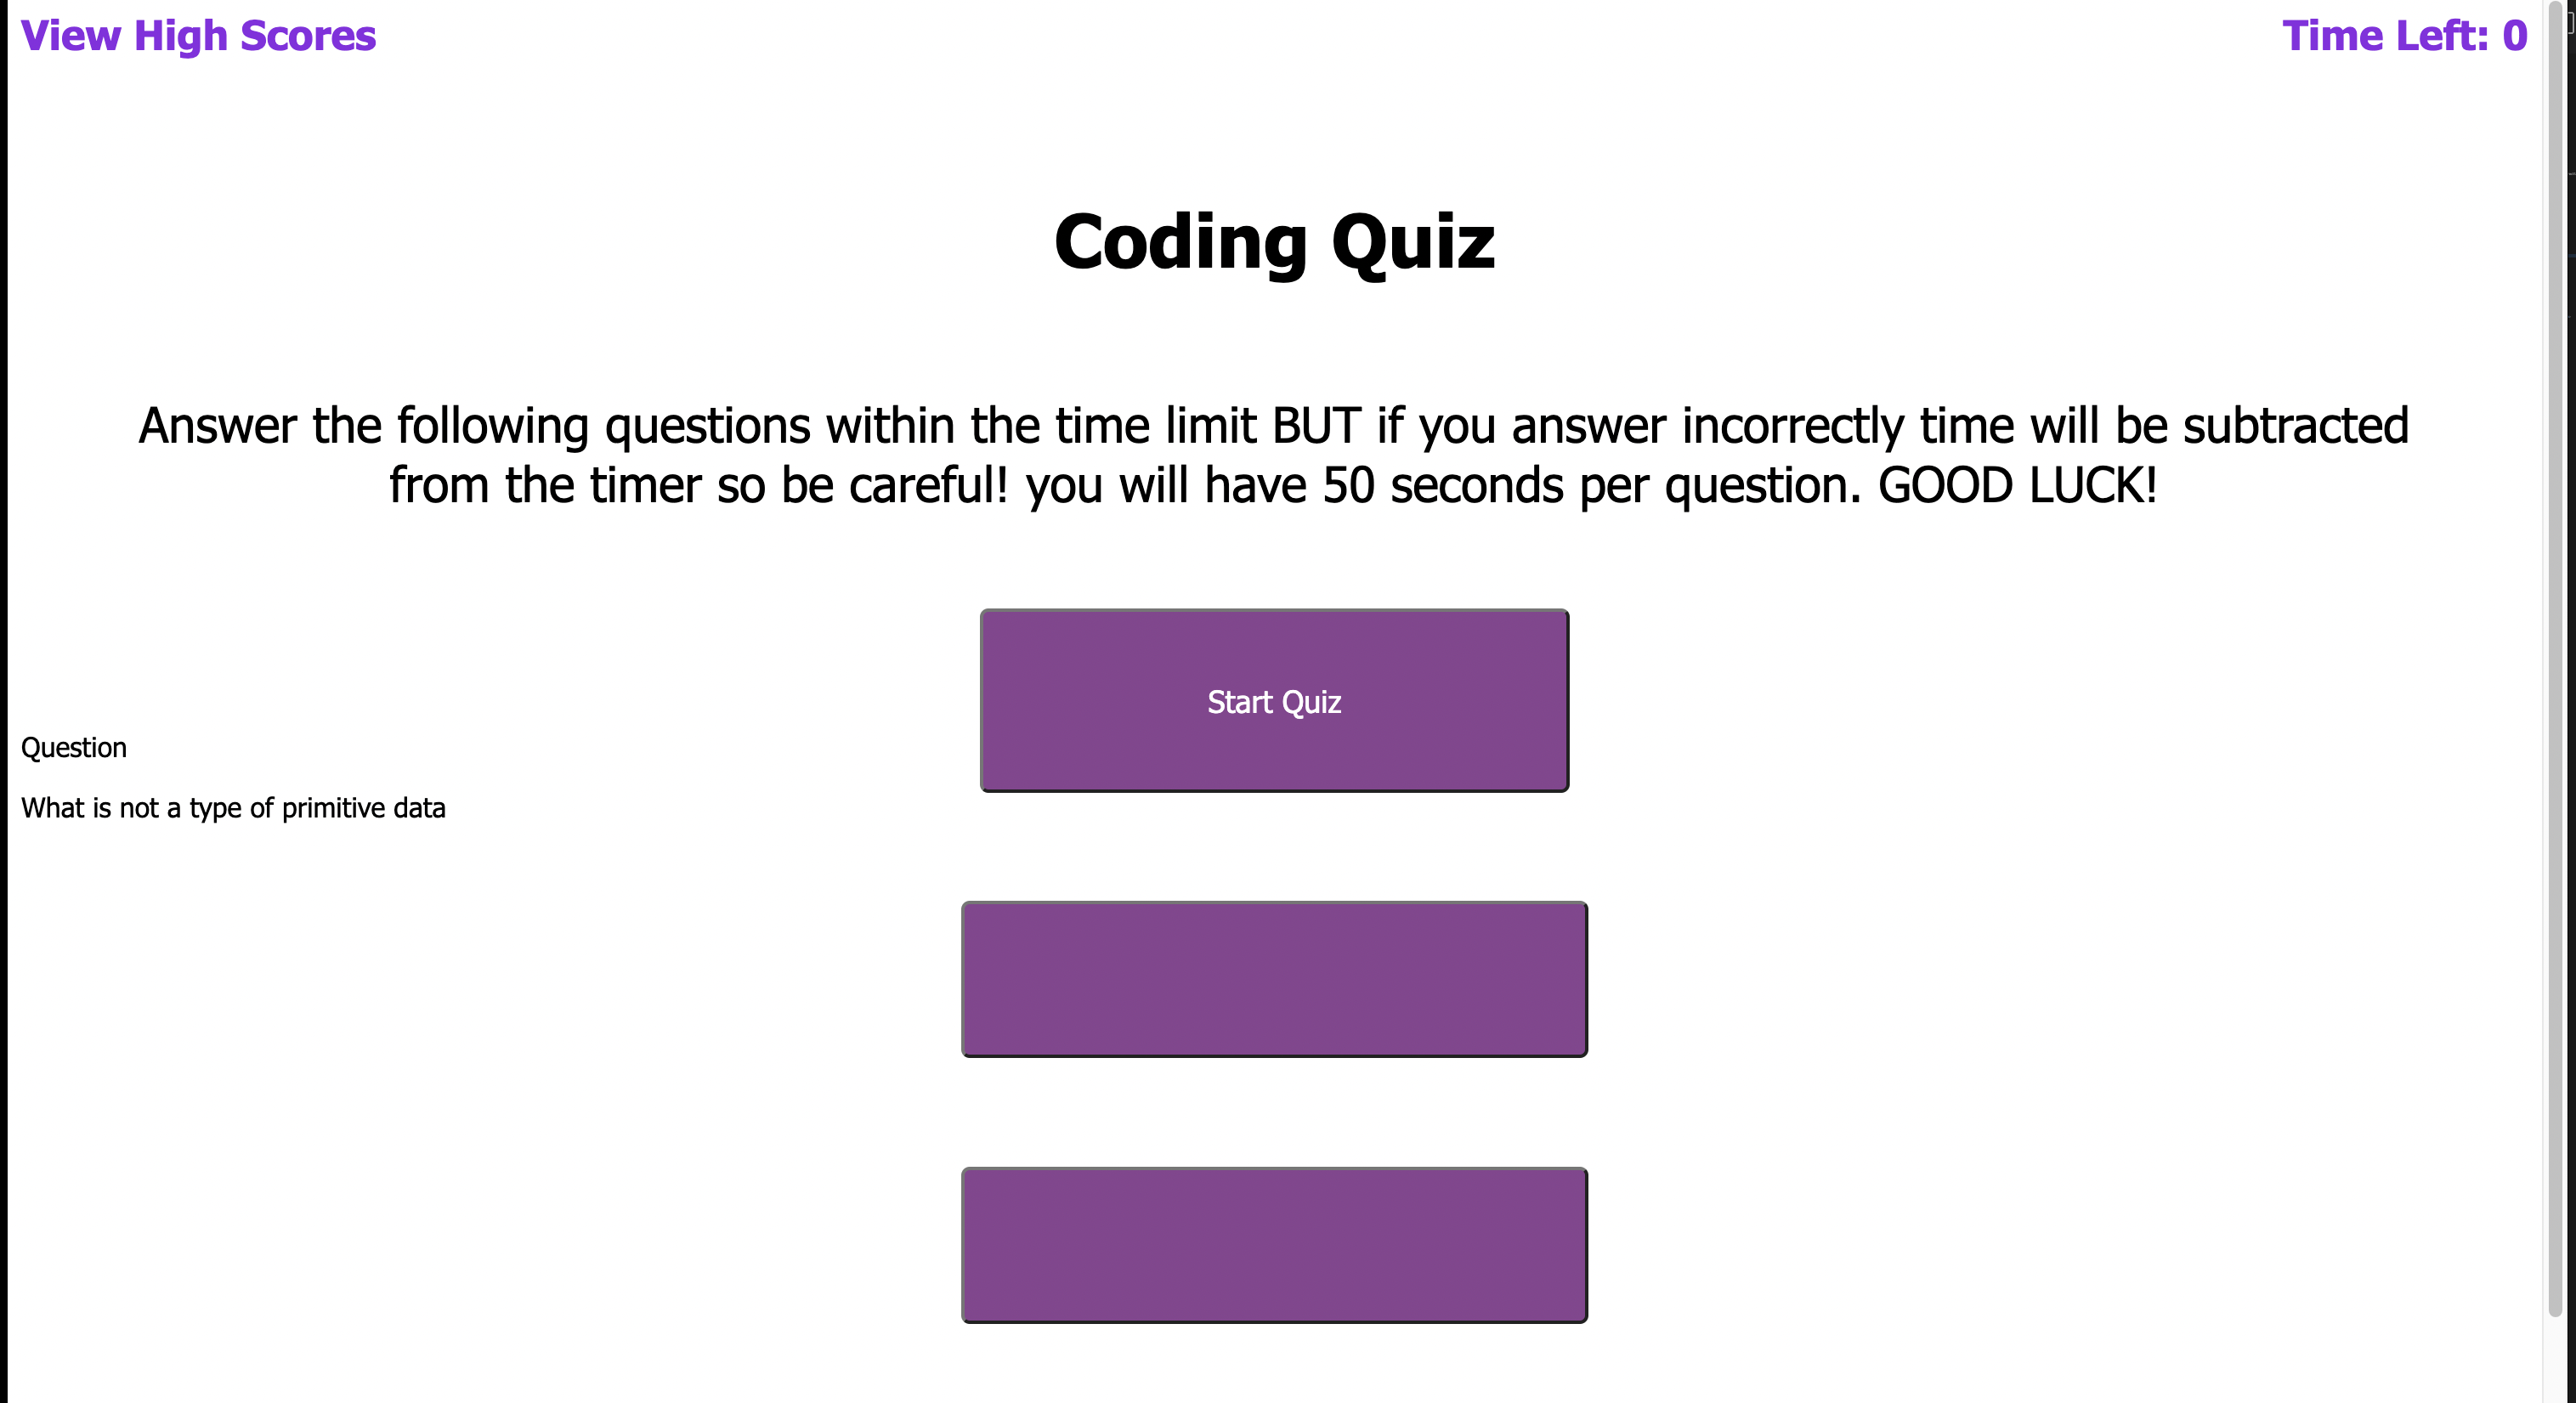 View High Scores
Time Left: 0
Coding Quiz
Answer the following questions within the time limit BUT if you answer incorrectly time will be subtracted
from the timer so be careful! you will have 50 seconds per question. GOOD LUCK!
Start Quiz
Question
What is not a type of primitive data